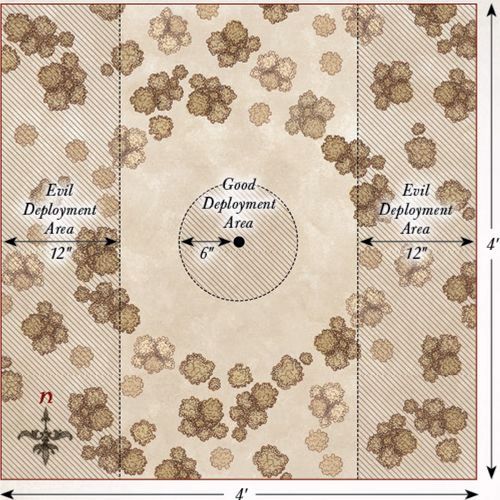 Evil
Deployment
Area
12"
Good
Deployment
Area
6"
Evil
Deployment
Area
12"
4'
n
4'